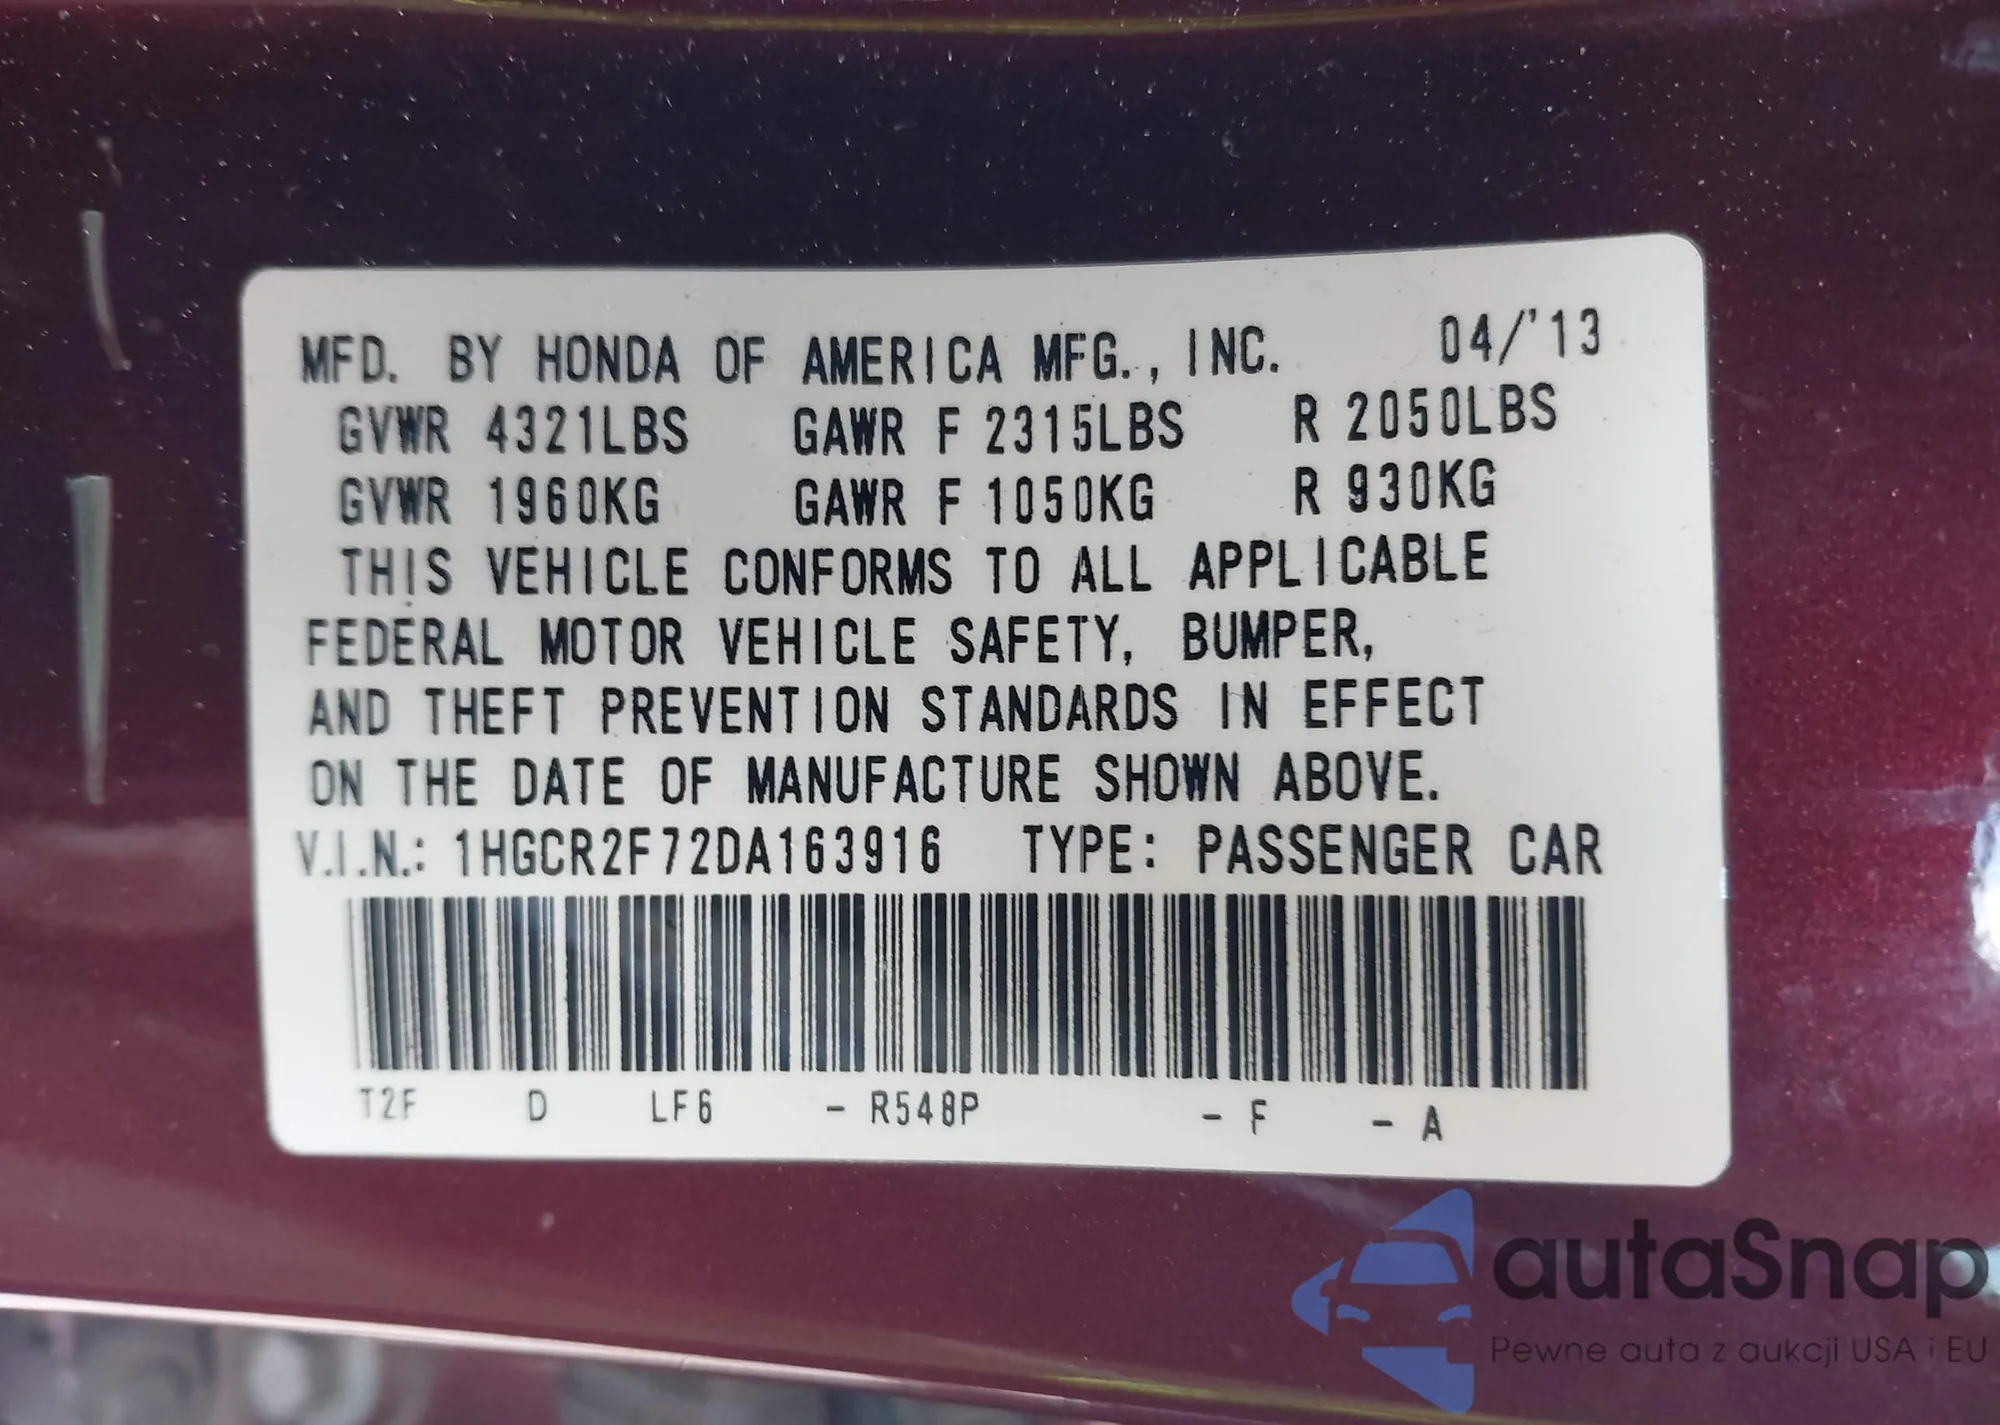 MFD. BY HONDA OF AMERICA MFG., INC. 04/'13
GVWR 4321LBS GAWR F 2315LBS R 2050LBS
GVWR 1960KG GAWR F 1050KG R 930KG
THIS VEHICLE CONFORMS TO ALL APPLICABLE
FEDERAL MOTOR VEHICLE SAFETY, BUMPER,
AND THEFT PREVENTION STANDARDS IN EFFECT
ON THE DATE OF MANUFACTURE SHOWN ABOVE.
V.I.N.: 1HGCR2F72DA163916 TYPE: PASSENGER CAR
T2F D LF6 - R548P - F - A
autaSnap
Pewne auta z aukcji USA i EU